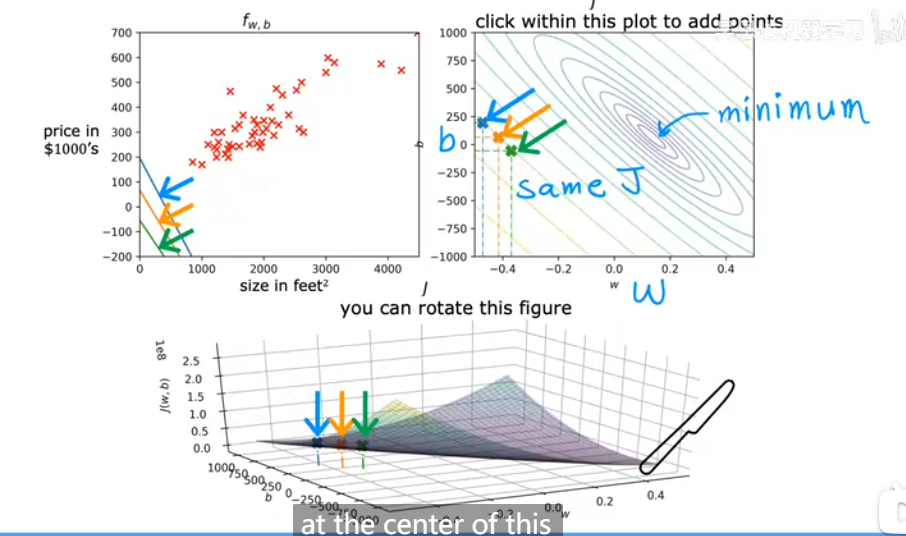 J
f_{w, b}
click within this plot to add points
700
600
500
400
300
200
100
0
−100
−200
price in
$1000's
0
1000
2000
3000
4000
size in feet²
1000
750
500
250
0
−250
−500
−750
−1000
b
b
minimum
same J
−0.4
−0.2
0.0
0.2
0.4
w
W
J
you can rotate this figure
1e8
J(w, b)
2.5
2.0
1.5
1.0
0.5
0.0
1000
750
500
250
0
−250
−500
−750
b
0.0
0.2
0.4
w
at the center of this